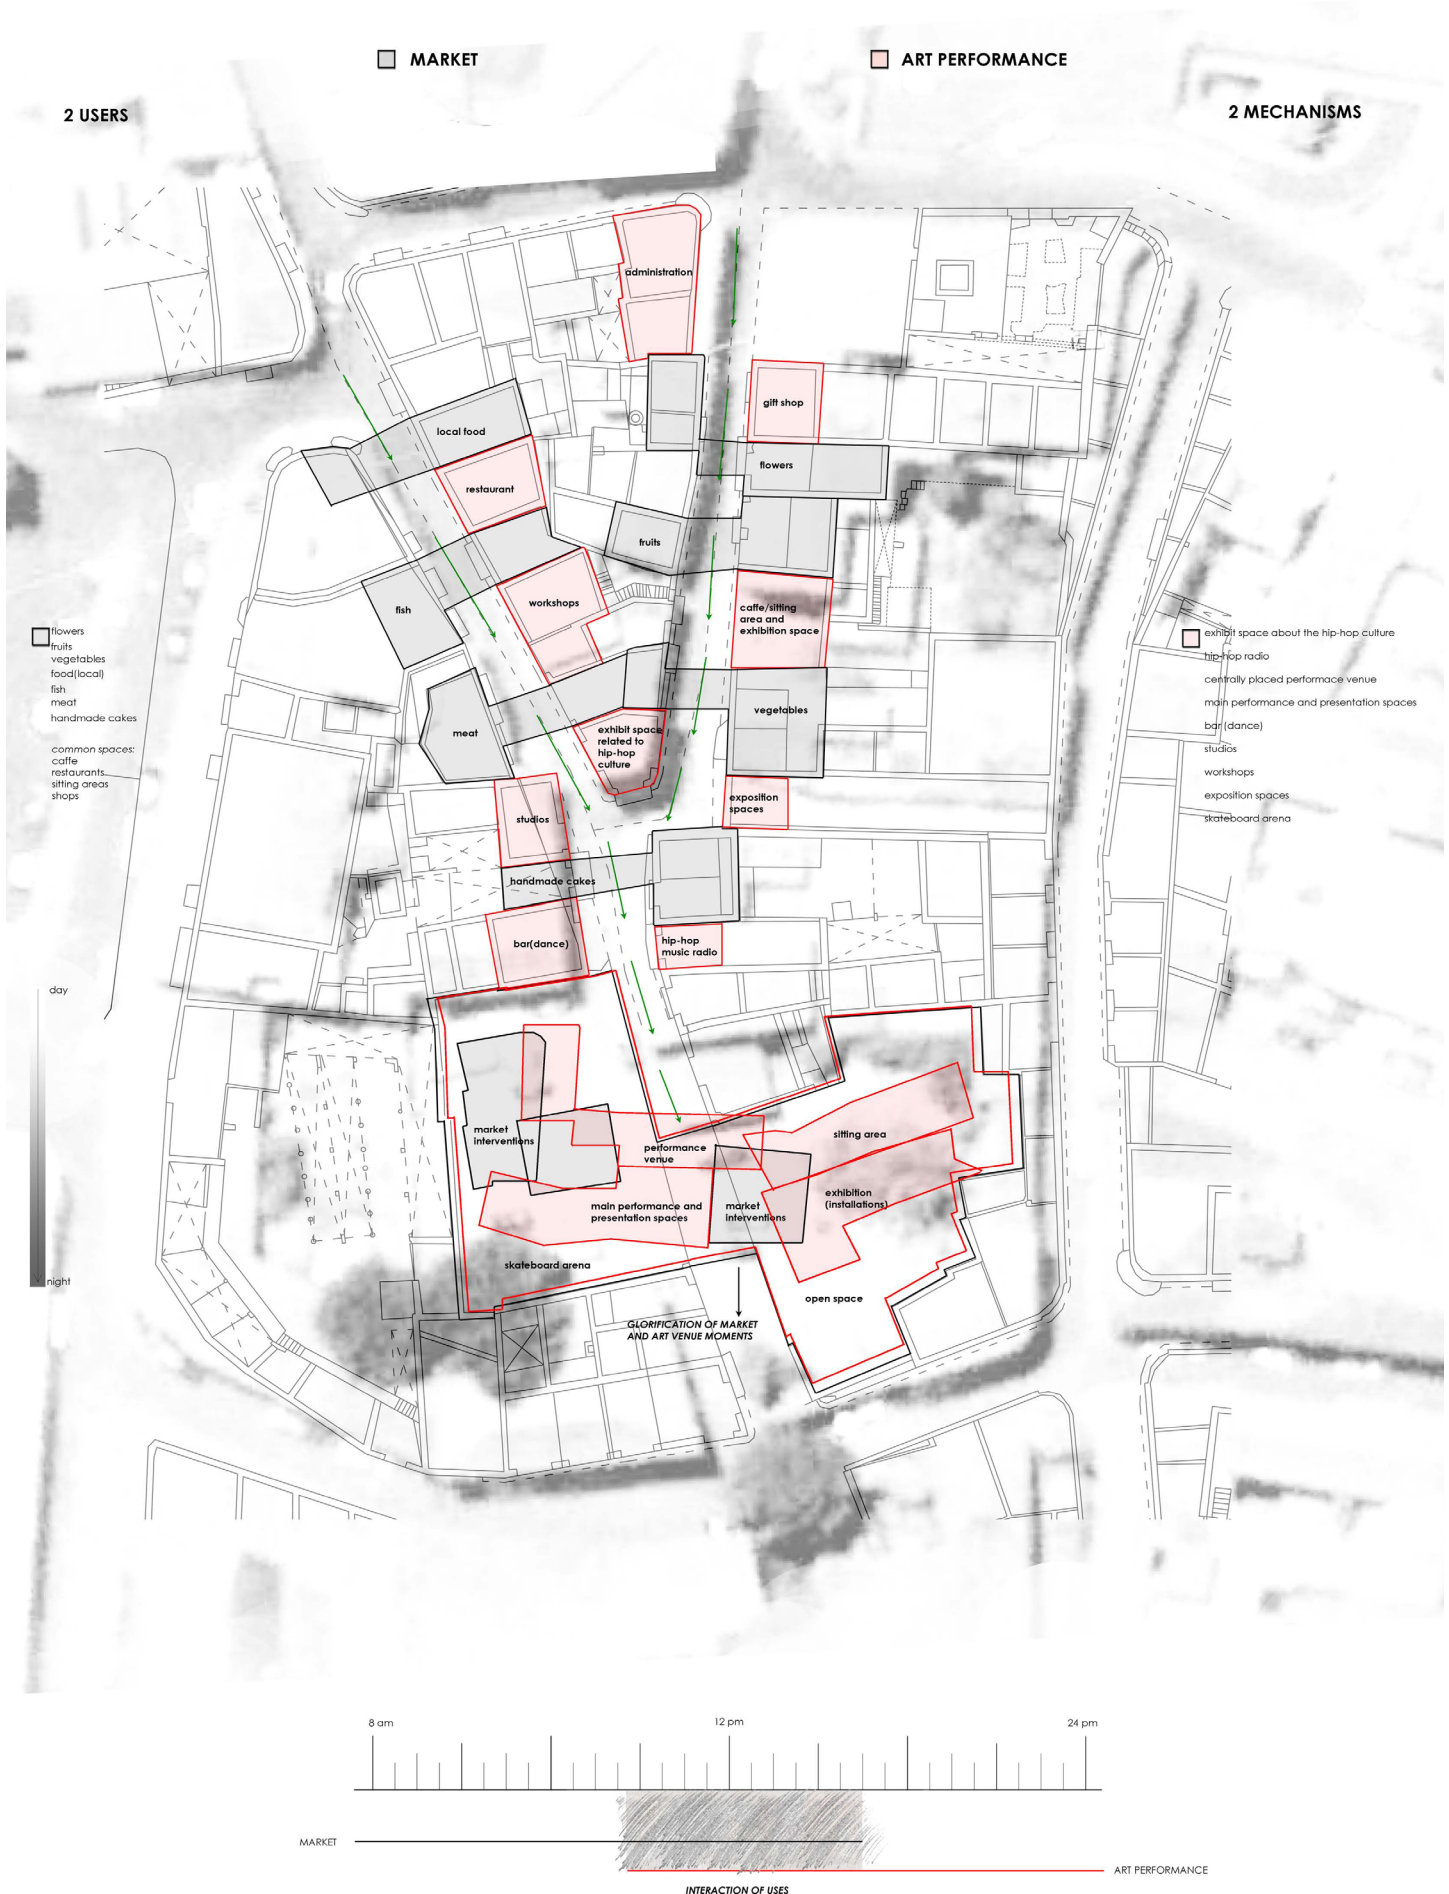 MARKET
ART PERFORMANCE
2 USERS
2 MECHANISMS
administration
gift shop
local food
flowers
restaurant
fruits
fish
workshops
caffe/sitting
area and
exhibition space
flowers
fruits
vegetables
food(local)
fish
meat
handmade cakes
common spaces:
caffe
restaurants
sitting areas
shops
exhibit space about the hip-hop culture
hip-hop radio
centrally placed performace venue
main performance and presentation spaces
bar (dance)
studios
workshops
exposition spaces
skateboard arena
meat
exhibit space
related to
hip-hop
culture
vegetables
exposition
spaces
studios
handmade cakes
bar(dance)
hip-hop
music radio
day
night
market
interventions
performance
venue
sitting area
main performance and
presentation spaces
market
interventions
exhibition
(installations)
skateboard arena
open space
GLORIFICATION OF MARKET
AND ART VENUE MOMENTS
8 am
12 pm
24 pm
MARKET
ART PERFORMANCE
INTERACTION OF USES